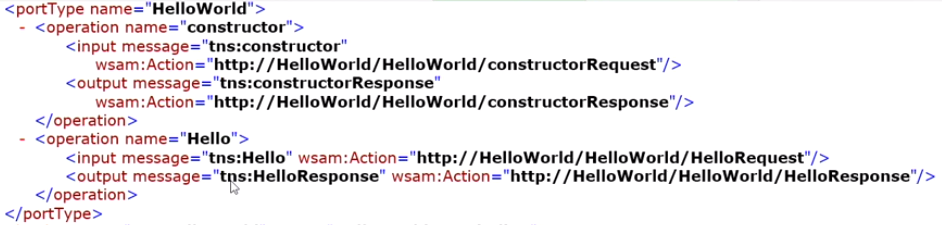 <portType name="HelloWorld">
- <operation name="constructor">
<input message="tns:constructor"
wsam:Action="http://HelloWorld/HelloWorld/constructorRequest"/>
<output message="tns:constructorResponse"
wsam:Action="http://HelloWorld/HelloWorld/constructorResponse"/>
</operation>
- <operation name="Hello">
<input message="tns:Hello" wsam:Action="http://HelloWorld/HelloWorld/HelloRequest"/>
<output message="tns:HelloResponse" wsam:Action="http://HelloWorld/HelloWorld/HelloResponse"/>
</operation>
</portType>